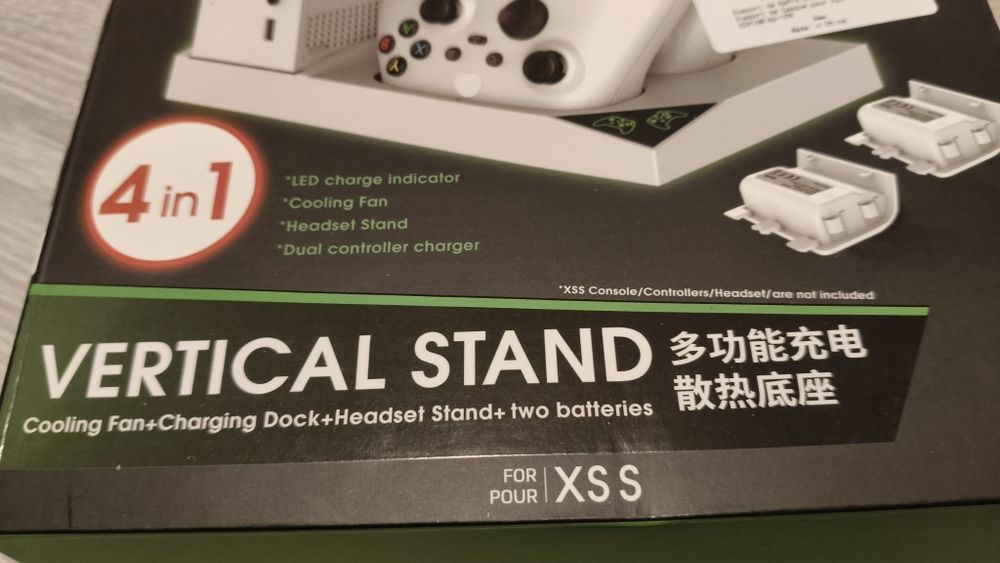 4 in 1
*LED charge indicator
*Cooling Fan
*Headset Stand
*Dual controller charger
*XSS Console/Controllers/Headset/are not included
VERTICAL STAND
多功能充电
散热底座
Cooling Fan+Charging Dock+Headset Stand+ two batteries
FOR
POUR
XSS